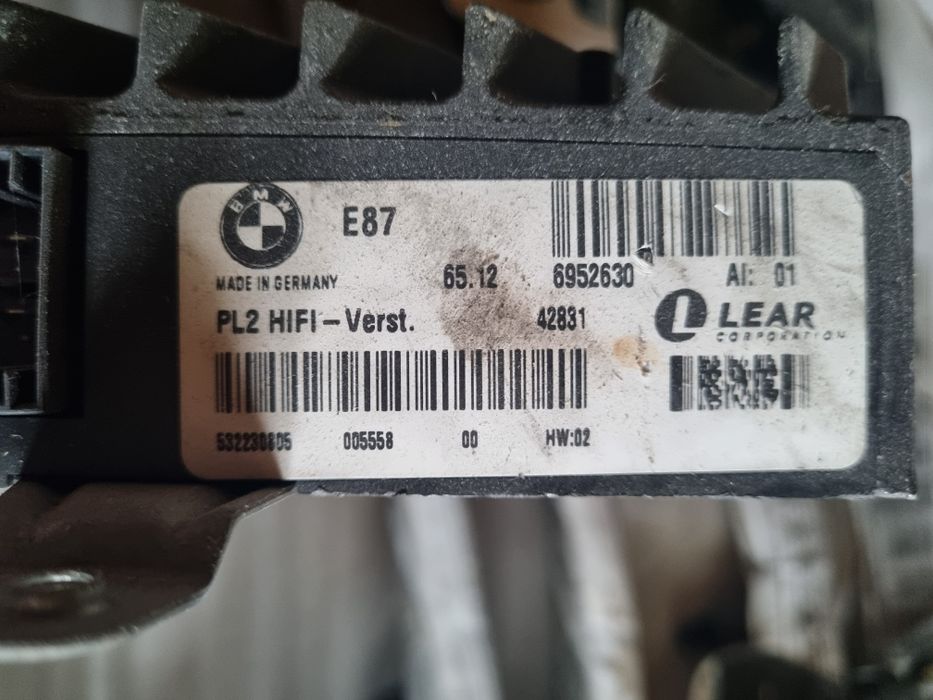 BMW
E87
MADE IN GERMANY
65.12 6952630 AI: 01
PL2 HIFI-Verst. 42831
LEAR
CORPORATION
532230805 005558 00 HW:02